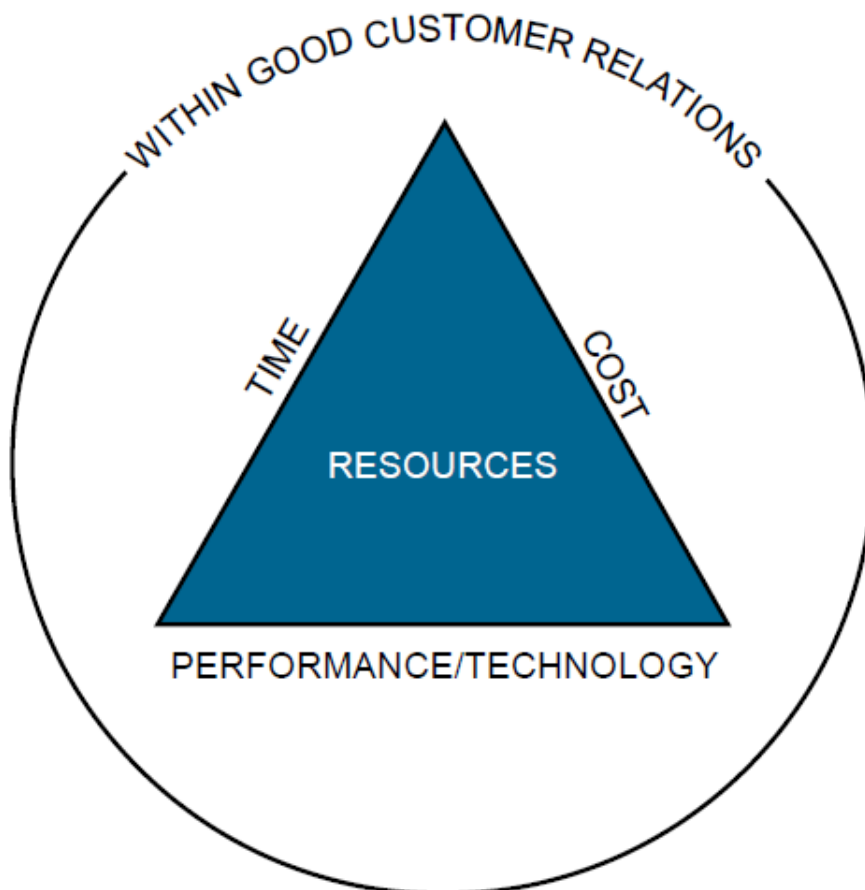 WITHIN GOOD CUSTOMER RELATIONS
TIME
COST
RESOURCES
PERFORMANCE/TECHNOLOGY